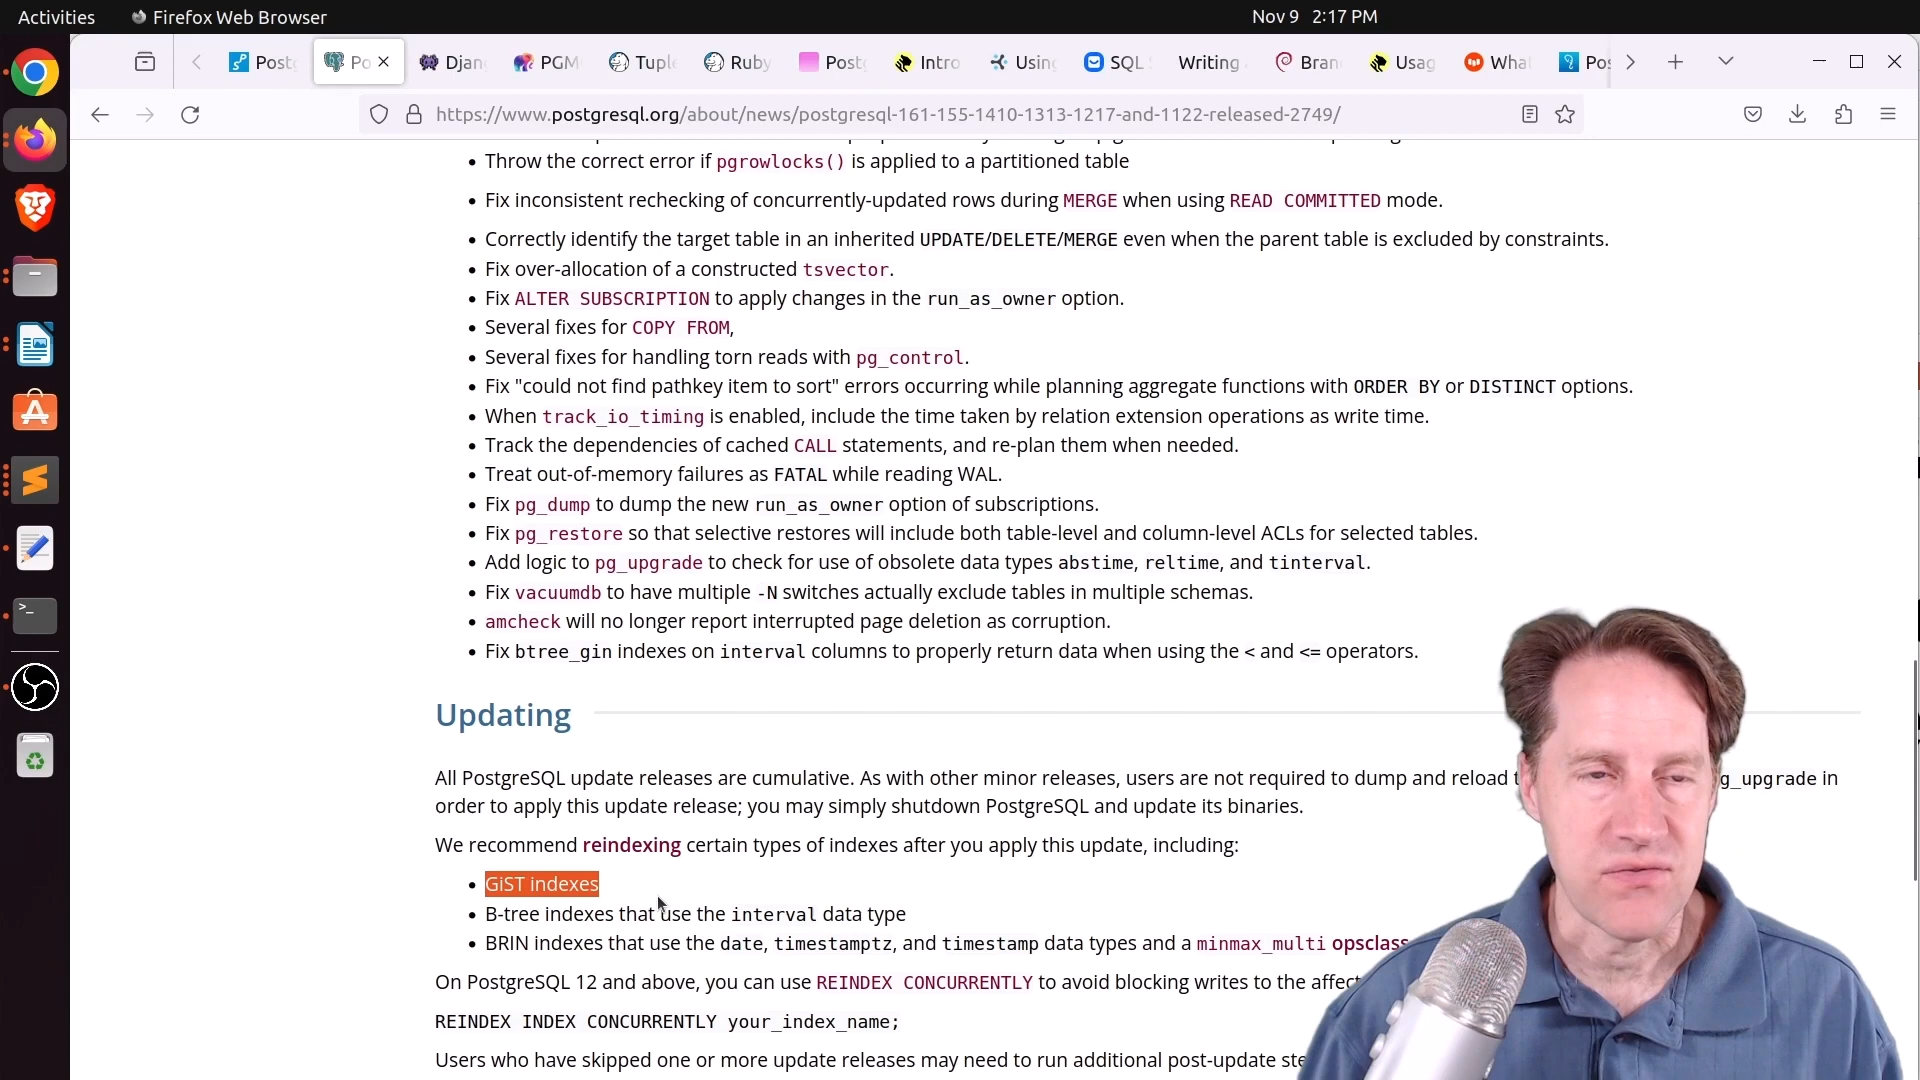 Activities
Firefox Web Browser
Nov 9 2:17 PM
Post
Po
Djan
PGM
Tupl
Ruby
Post
Intro
Usin
SQL
Writing
Bran
Usag
Wha
Pos
https://www.postgresql.org/about/news/postgresql-161-155-1410-1313-1217-and-1122-released-2749/
Throw the correct error if pgrowlocks() is applied to a partitioned table
Fix inconsistent rechecking of concurrently-updated rows during MERGE when using READ COMMITTED mode.
Correctly identify the target table in an inherited UPDATE/DELETE/MERGE even when the parent table is excluded by constraints.
Fix over-allocation of a constructed tsvector.
Fix ALTER SUBSCRIPTION to apply changes in the run_as_owner option.
Several fixes for COPY FROM,
Several fixes for handling torn reads with pg_control.
Fix "could not find pathkey item to sort" errors occurring while planning aggregate functions with ORDER BY or DISTINCT options.
When track_io_timing is enabled, include the time taken by relation extension operations as write time.
Track the dependencies of cached CALL statements, and re-plan them when needed.
Treat out-of-memory failures as FATAL while reading WAL.
Fix pg_dump to dump the new run_as_owner option of subscriptions.
Fix pg_restore so that selective restores will include both table-level and column-level ACLs for selected tables.
Add logic to pg_upgrade to check for use of obsolete data types abstime, reltime, and tinterval.
Fix vacuumdb to have multiple -N switches actually exclude tables in multiple schemas.
amcheck will no longer report interrupted page deletion as corruption.
Fix btree_gin indexes on interval columns to properly return data when using the < and <= operators.
Updating
All PostgreSQL update releases are cumulative. As with other minor releases, users are not required to dump and reload t g_upgrade in
order to apply this update release; you may simply shutdown PostgreSQL and update its binaries.
We recommend reindexing certain types of indexes after you apply this update, including:
GiST indexes
B-tree indexes that use the interval data type
BRIN indexes that use the date, timestamptz, and timestamp data types and a minmax_multi opsclass
On PostgreSQL 12 and above, you can use REINDEX CONCURRENTLY to avoid blocking writes to the affec
REINDEX INDEX CONCURRENTLY your_index_name;
Users who have skipped one or more update releases may need to run additional post-update ste